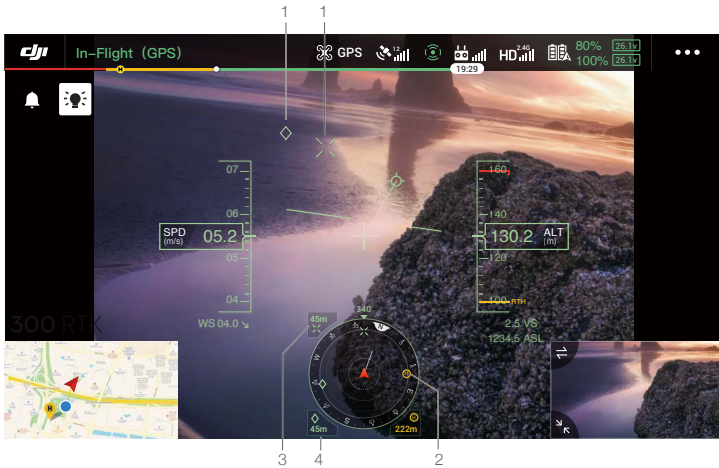 1 1
dji In-Flight (GPS) GPS 12 HD 2.4G 80% 26.1v
100% 26.1v
19:29
H
07 160
06 140
SPD (m/s) 05.2 130.2 ALT (m)
05 120
04 100 RTH
300 RTK
WS 04.0 ↘ 340 2.5 VS
1234.5 ASL
45m
N
W
E
S
H
45m 222m
3 4 2